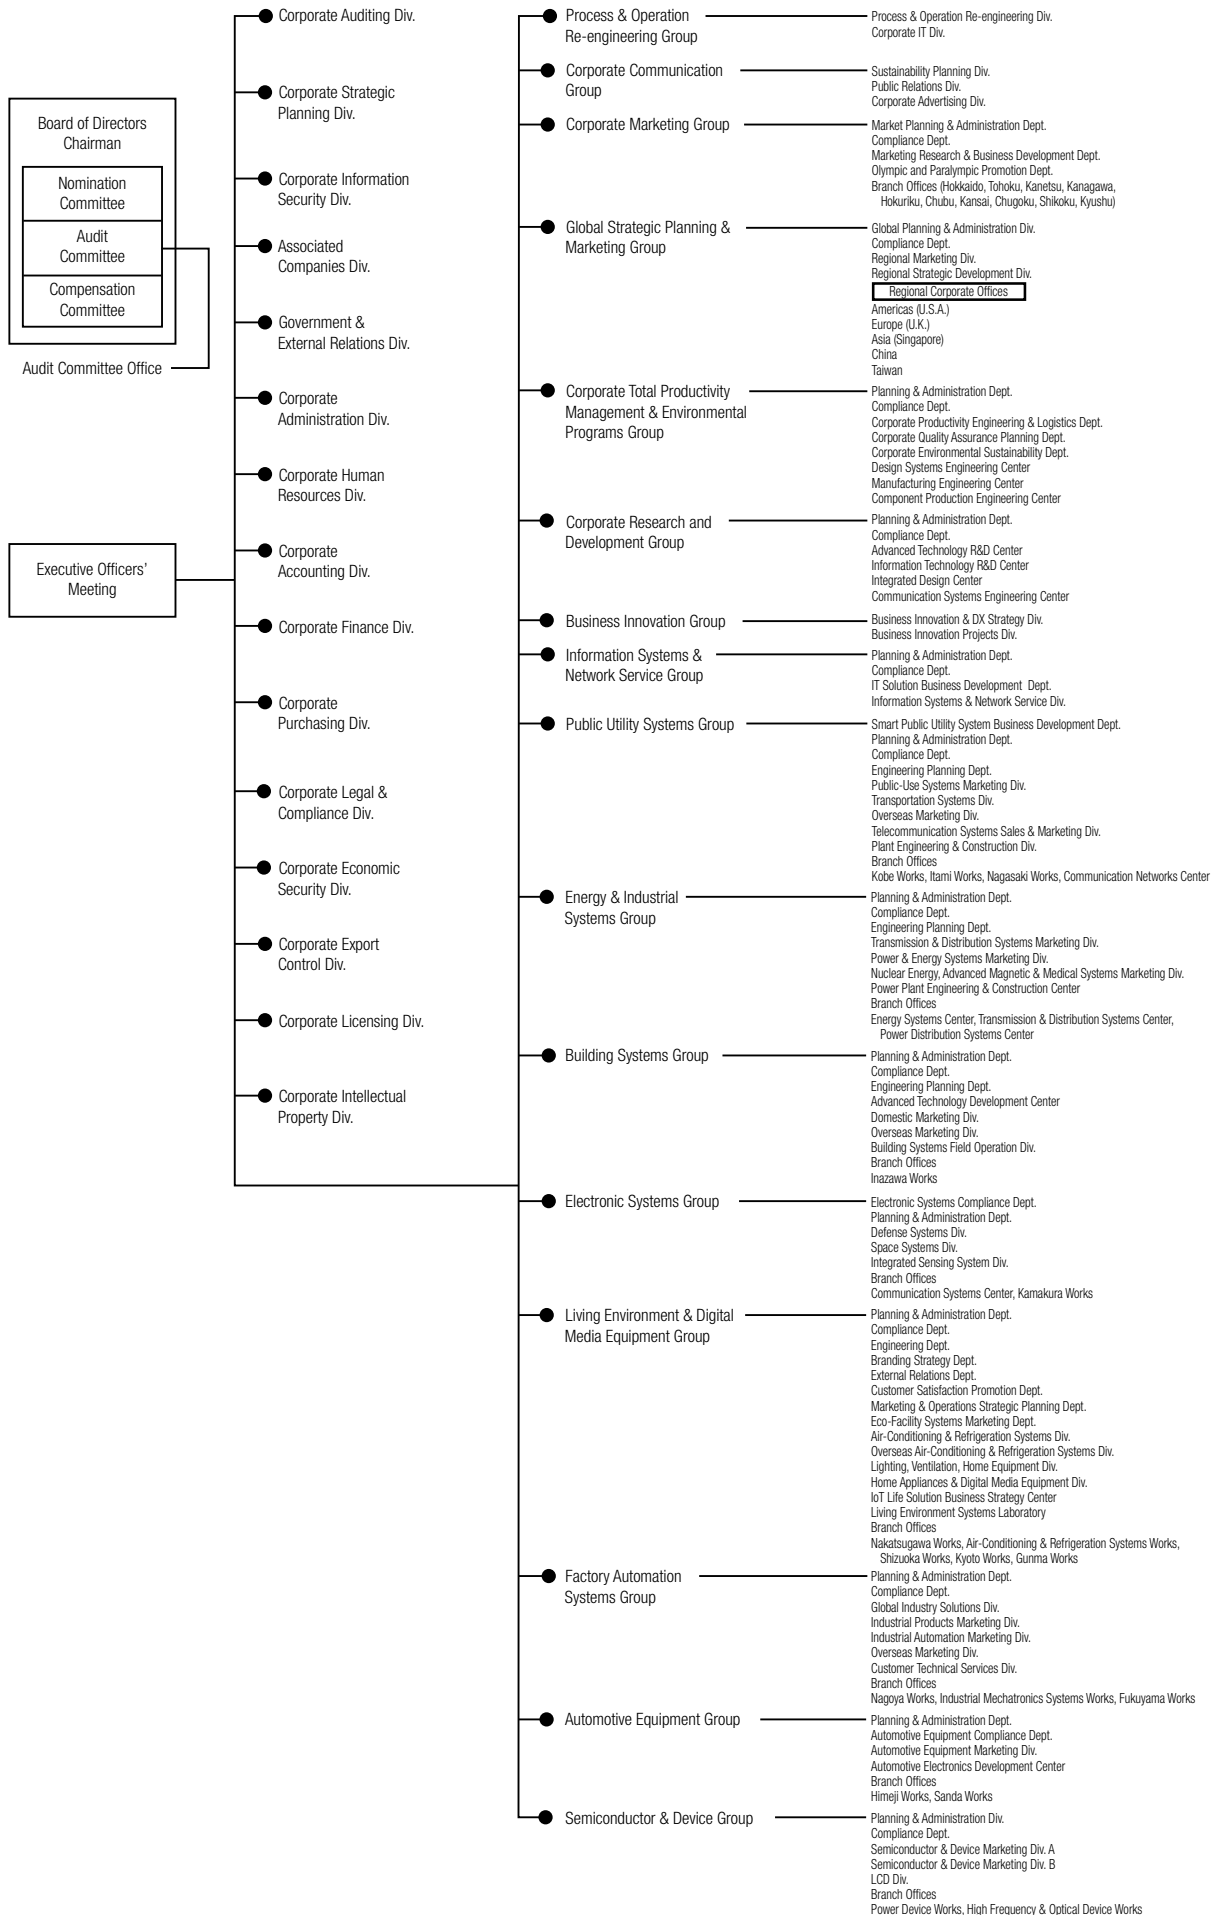 Board of Directors
Chairman
Nomination
Committee
Audit
Committee
Compensation
Committee
Audit Committee Office
Executive Officers'
Meeting
Corporate Auditing Div.
Corporate Strategic
Planning Div.
Corporate Information
Security Div.
Associated
Companies Div.
Government &
External Relations Div.
Corporate
Administration Div.
Corporate Human
Resources Div.
Corporate
Accounting Div.
Corporate Finance Div.
Corporate
Purchasing Div.
Corporate Legal &
Compliance Div.
Corporate Economic
Security Div.
Corporate Export
Control Div.
Corporate Licensing Div.
Corporate Intellectual
Property Div.
Process & Operation
Re-engineering Group
Process & Operation Re-engineering Div.
Corporate IT Div.
Corporate Communication
Group
Sustainability Planning Div.
Public Relations Div.
Corporate Advertising Div.
Corporate Marketing Group
Market Planning & Administration Dept.
Compliance Dept.
Marketing Research & Business Development Dept.
Olympic and Paralympic Promotion Dept.
Branch Offices (Hokkaido, Tohoku, Kanetsu, Kanagawa,
Hokuriku, Chubu, Kansai, Chugoku, Shikoku, Kyushu)
Global Strategic Planning &
Marketing Group
Global Planning & Administration Div.
Compliance Dept.
Regional Marketing Div.
Regional Strategic Development Div.
Regional Corporate Offices
Americas (U.S.A.)
Europe (U.K.)
Asia (Singapore)
China
Taiwan
Corporate Total Productivity
Management & Environmental
Programs Group
Planning & Administration Dept.
Compliance Dept.
Corporate Productivity Engineering & Logistics Dept.
Corporate Quality Assurance Planning Dept.
Corporate Environmental Sustainability Dept.
Design Systems Engineering Center
Manufacturing Engineering Center
Component Production Engineering Center
Corporate Research and
Development Group
Planning & Administration Dept.
Compliance Dept.
Advanced Technology R&D Center
Information Technology R&D Center
Integrated Design Center
Communication Systems Engineering Center
Business Innovation Group
Business Innovation & DX Strategy Div.
Business Innovation Projects Div.
Information Systems &
Network Service Group
Planning & Administration Dept.
Compliance Dept.
IT Solution Business Development Dept.
Information Systems & Network Service Div.
Public Utility Systems Group
Smart Public Utility System Business Development Dept.
Planning & Administration Dept.
Compliance Dept.
Engineering Planning Dept.
Public-Use Systems Marketing Div.
Transportation Systems Div.
Overseas Marketing Div.
Telecommunication Systems Sales & Marketing Div.
Plant Engineering & Construction Div.
Branch Offices
Kobe Works, Itami Works, Nagasaki Works, Communication Networks Center
Energy & Industrial
Systems Group
Planning & Administration Dept.
Compliance Dept.
Engineering Planning Dept.
Transmission & Distribution Systems Marketing Div.
Power & Energy Systems Marketing Div.
Nuclear Energy, Advanced Magnetic & Medical Systems Marketing Div.
Power Plant Engineering & Construction Center
Branch Offices
Energy Systems Center, Transmission & Distribution Systems Center,
Power Distribution Systems Center
Building Systems Group
Planning & Administration Dept.
Compliance Dept.
Engineering Planning Dept.
Advanced Technology Development Center
Domestic Marketing Div.
Overseas Marketing Div.
Building Systems Field Operation Div.
Branch Offices
Inazawa Works
Electronic Systems Group
Electronic Systems Compliance Dept.
Planning & Administration Dept.
Defense Systems Div.
Space Systems Div.
Integrated Sensing System Div.
Branch Offices
Communication Systems Center, Kamakura Works
Living Environment & Digital
Media Equipment Group
Planning & Administration Dept.
Compliance Dept.
Engineering Dept.
Branding Strategy Dept.
External Relations Dept.
Customer Satisfaction Promotion Dept.
Marketing & Operations Strategic Planning Dept.
Eco-Facility Systems Marketing Dept.
Air-Conditioning & Refrigeration Systems Div.
Overseas Air-Conditioning & Refrigeration Systems Div.
Lighting, Ventilation, Home Equipment Div.
Home Appliances & Digital Media Equipment Div.
IoT Life Solution Business Strategy Center
Living Environment Systems Laboratory
Branch Offices
Nakatsugawa Works, Air-Conditioning & Refrigeration Systems Works,
Shizuoka Works, Kyoto Works, Gunma Works
Factory Automation
Systems Group
Planning & Administration Dept.
Compliance Dept.
Global Industry Solutions Div.
Industrial Products Marketing Div.
Industrial Automation Marketing Div.
Overseas Marketing Div.
Customer Technical Services Div.
Branch Offices
Nagoya Works, Industrial Mechatronics Systems Works, Fukuyama Works
Automotive Equipment Group
Planning & Administration Dept.
Automotive Equipment Compliance Dept.
Automotive Equipment Marketing Div.
Automotive Electronics Development Center
Branch Offices
Himeji Works, Sanda Works
Semiconductor & Device Group
Planning & Administration Div.
Compliance Dept.
Semiconductor & Device Marketing Div. A
Semiconductor & Device Marketing Div. B
LCD Div.
Branch Offices
Power Device Works, High Frequency & Optical Device Works